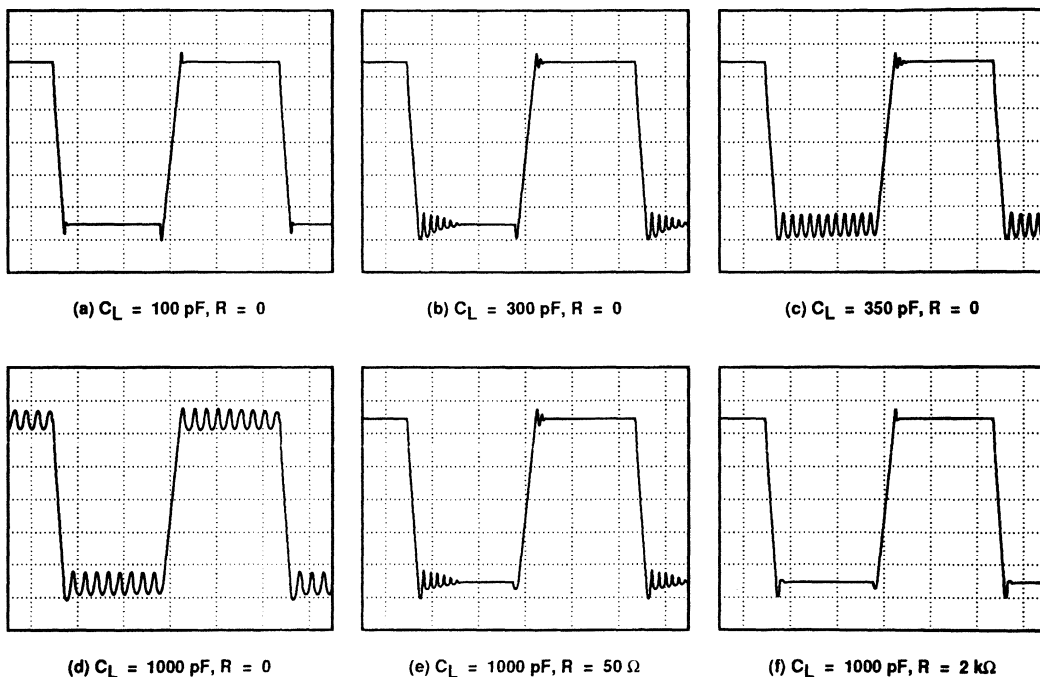 (a) CL = 100 pF, R = 0
(b) CL = 300 pF, R = 0
(c) CL = 350 pF, R = 0
(d) CL = 1000 pF, R = 0
(e) CL = 1000 pF, R = 50 Ω
(f) CL = 1000 pF, R = 2 kΩ